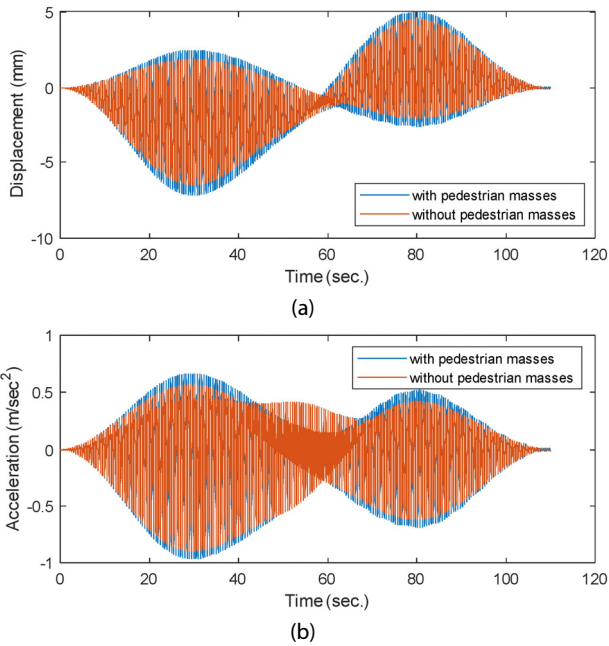 5
0
-5
-10
Displacement (mm)
with pedestrian masses
without pedestrian masses
0 20 40 60 80 100 120
Time (sec.)
(a)
1
0.5
0
-0.5
-1
Acceleration (m/sec²)
with pedestrian masses
without pedestrian masses
0 20 40 60 80 100 120
Time (sec.)
(b)